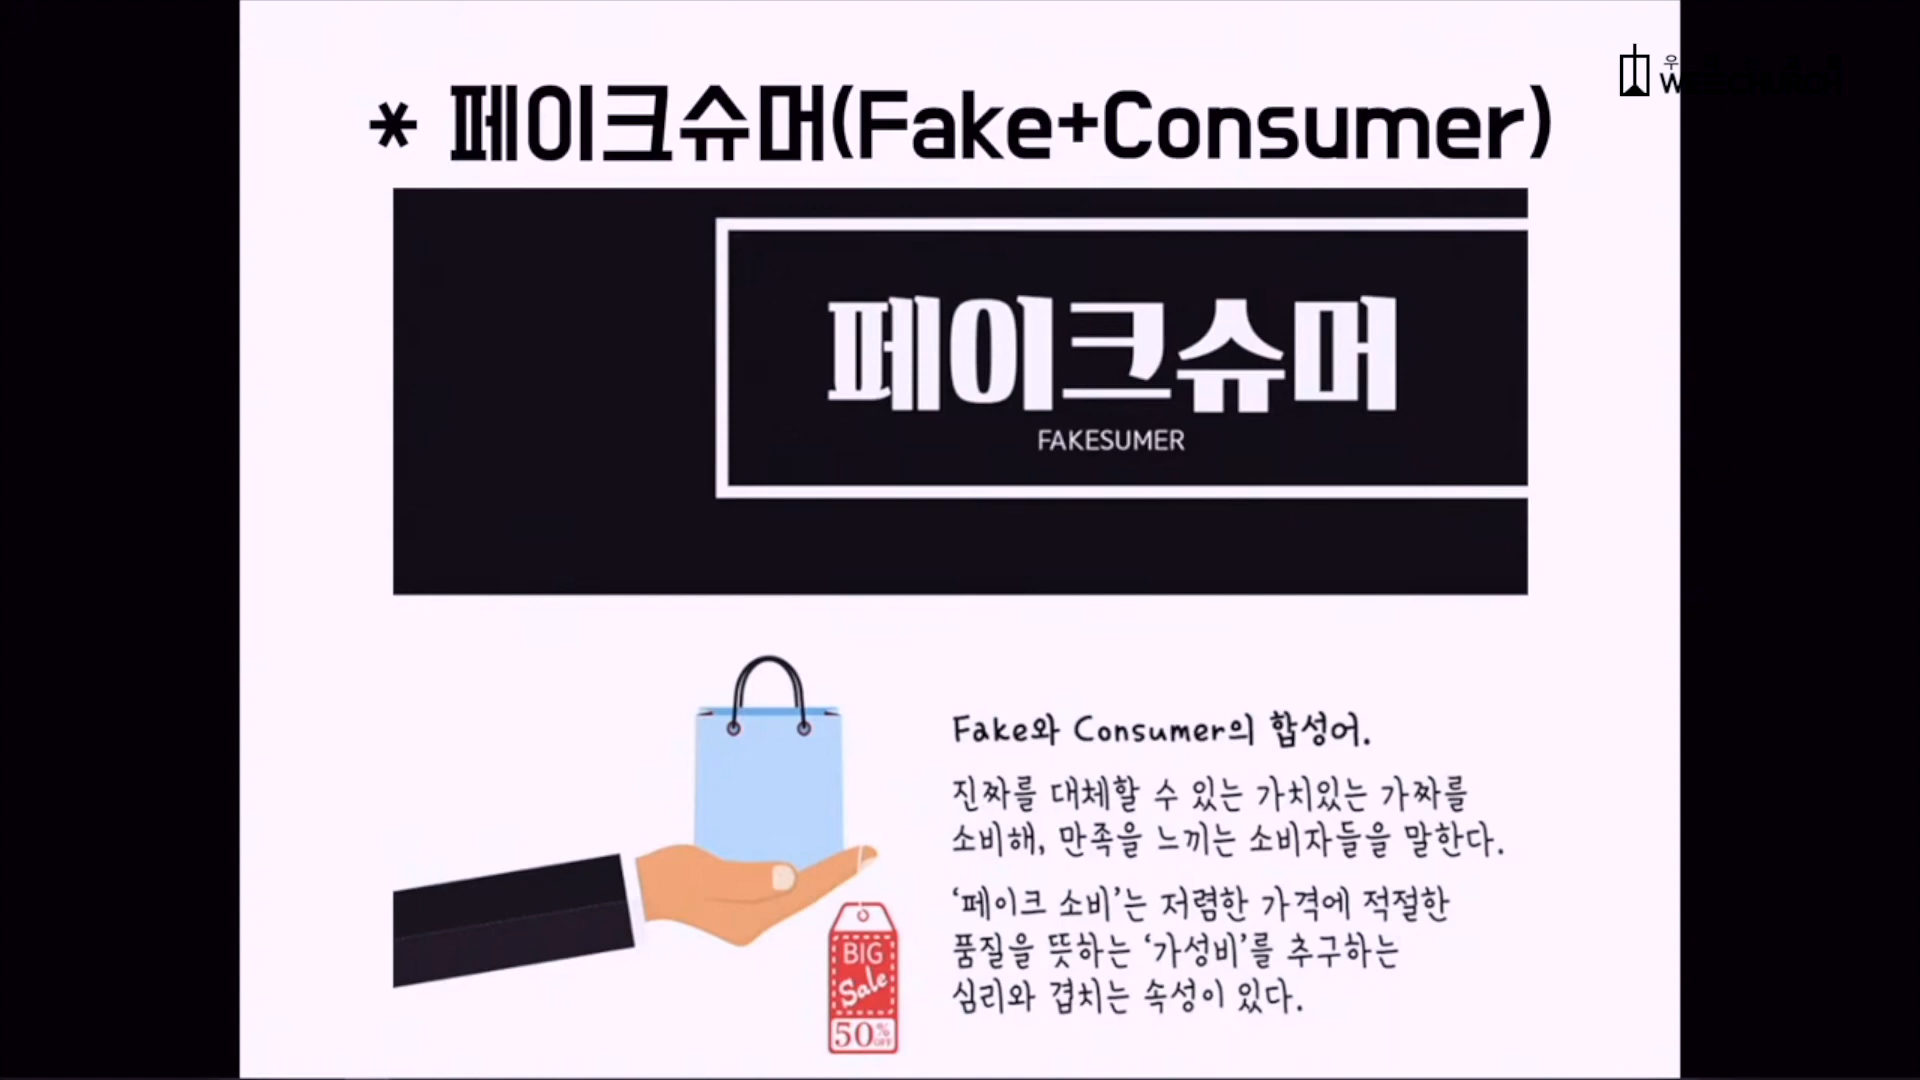 * 페이크슈머(Fake+Consumer)
페이크슈머
FAKESUMER
Fake와 Consumer의 합성어.
진짜를 대체할 수 있는 가치있는 가짜를
소비해, 만족을 느끼는 소비자들을 말한다.
‘페이크 소비’는 저렴한 가격에 적절한
품질을 뜻하는 ‘가성비’를 추구하는
심리와 겹치는 속성이 있다.
BIG
Sale
50% OFF